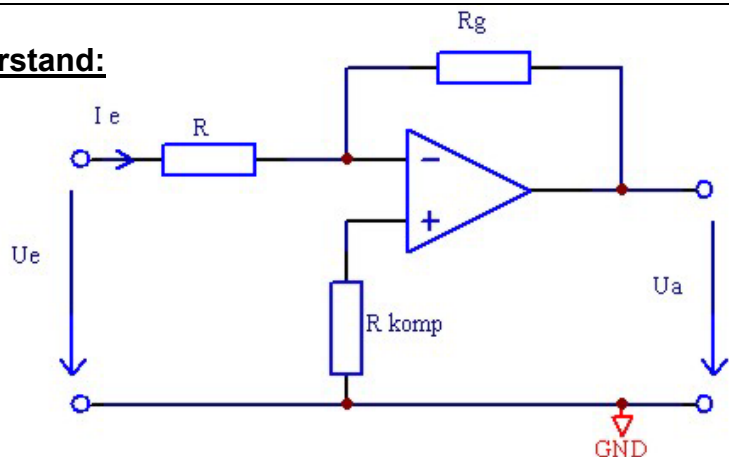 rstand:
Rg
I e
R
−
+
Ue
R komp
Ua
GND